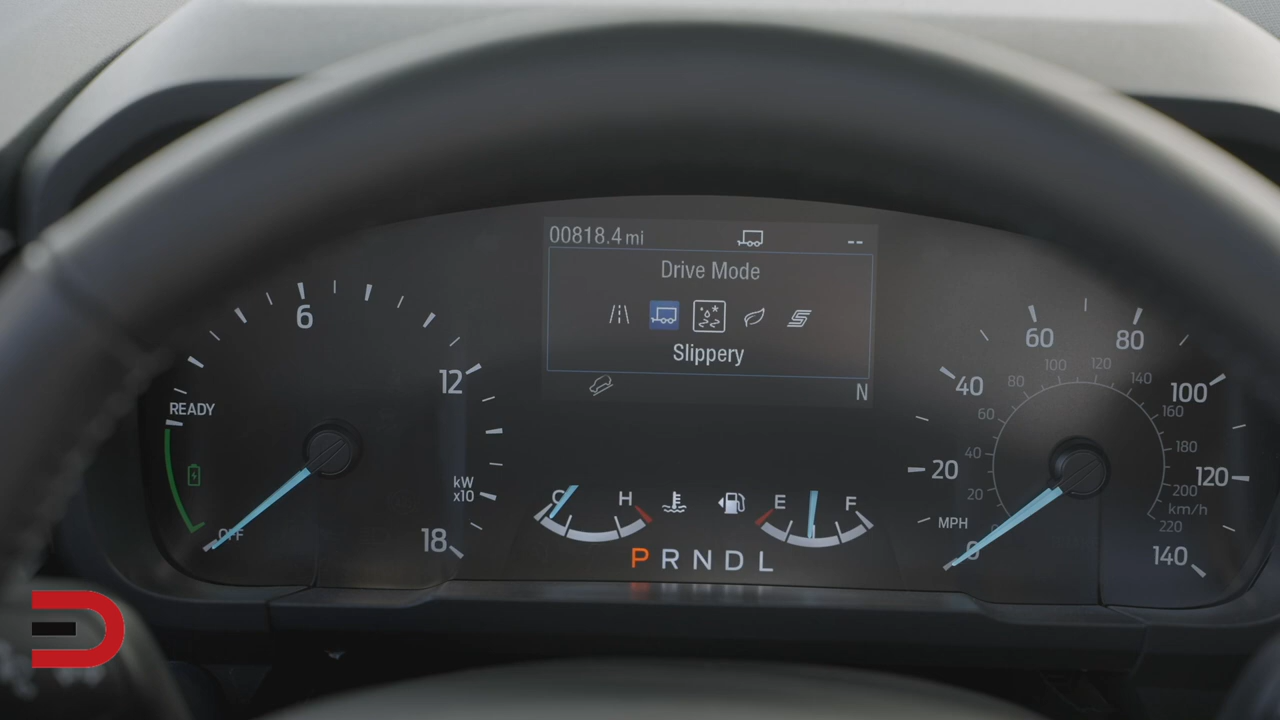 00818.4 mi --
Drive Mode
Slippery
N
6
12
18
READY
OFF
kW
x10
C H
E F
P R N D L
0 20 40 60 80 100 120 140
MPH
20 40 60 80 100 120 140 160 180 200 220
km/h